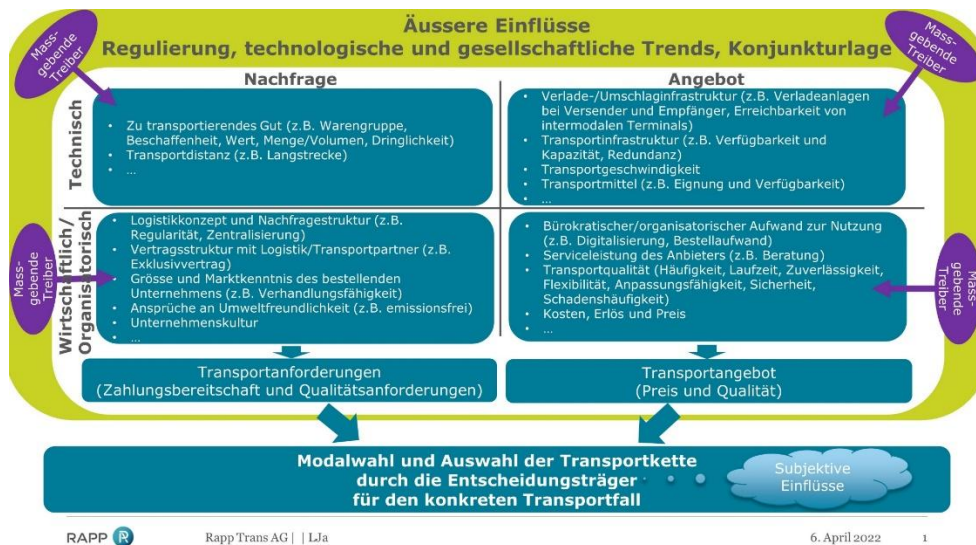 Äussere Einflüsse
Regulierung, technologische und gesellschaftliche Trends, Konjunkturlage
Mass-
gebende
Treiber
Mass-
gebende
Treiber
Nachfrage
Angebot
Technisch
• Zu transportierendes Gut (z.B. Warengruppe,
Beschaffenheit, Wert, Menge/Volumen, Dringlichkeit)
• Transportdistanz (z.B. Langstrecke)
• ...
• Verlade-/Umschlaginfrastruktur (z.B. Verladeanlagen
bei Versender und Empfänger, Erreichbarkeit von
intermodalen Terminals)
• Transportinfrastruktur (z.B. Verfügbarkeit und
Kapazität, Redundanz)
• Transportgeschwindigkeit
• Transportmittel (z.B. Eignung und Verfügbarkeit)
• ...
Mass-
gebende
Treiber
Wirtschaftlich/
Organisatorisch
• Logistikkonzept und Nachfragestruktur (z.B.
Regularität, Zentralisierung)
• Vertragsstruktur mit Logistik/Transportpartner (z.B.
Exklusivvertrag)
• Grösse und Marktkenntnis des bestellenden
Unternehmens (z.B. Verhandlungsfähigkeit)
• Ansprüche an Umweltfreundlichkeit (z.B. emissionsfrei)
• Unternehmenskultur
• ...
• Bürokratischer/organisatorischer Aufwand zur Nutzung
(z.B. Digitalisierung, Bestellaufwand)
• Serviceleistung des Anbieters (z.B. Beratung)
• Transportqualität (Häufigkeit, Laufzeit, Zuverlässigkeit,
Flexibilität, Anpassungsfähigkeit, Sicherheit,
Schadenshäufigkeit)
• Kosten, Erlös und Preis
• ...
Mass-
gebende
Treiber
Transportanforderungen
(Zahlungsbereitschaft und Qualitätsanforderungen)
Transportangebot
(Preis und Qualität)
Modalwahl und Auswahl der Transportkette
durch die Entscheidungsträger
für den konkreten Transportfall
Subjektive
Einflüsse
RAPP R
Rapp Trans AG | | LJa
6. April 2022
1